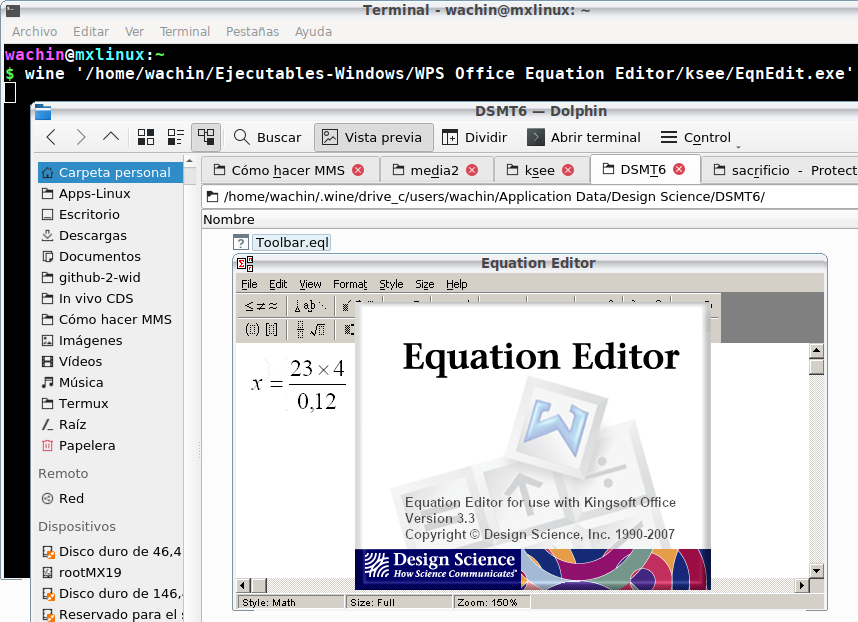 Terminal - wachin@mxlinux: ~
Archivo Editar Ver Terminal Pestañas Ayuda
wachin@mxlinux:~
$ wine '/home/wachin/Ejecutables-Windows/WPS Office Equation Editor/ksee/EqnEdit.exe'
DSMT6 — Dolphin
Buscar Vista previa Dividir Abrir terminal Control
Carpeta personal
Apps-Linux
Escritorio
Descargas
Documentos
github-2-wid
In vivo CDS
Cómo hacer MMS
Imágenes
Vídeos
Música
Termux
Raíz
Papelera
Remoto
Red
Dispositivos
Disco duro de 46,4
rootMX19
Disco duro de 146,
Reservado para el
Cómo hacer MMS media2 ksee DSMT6 sacrificio - Protect
/home/wachin/.wine/drive_c/users/wachin/Application Data/Design Science/DSMT6/
Nombre
Toolbar.eql
Equation Editor
File Edit View Format Style Size Help
x = 23 × 4
0,12
Equation Editor
Equation Editor for use with Kingsoft Office
Version 3.3
Copyright © Design Science, Inc. 1990-2007
Design Science
How Science Communicates™
Style: Math Size: Full Zoom: 150%